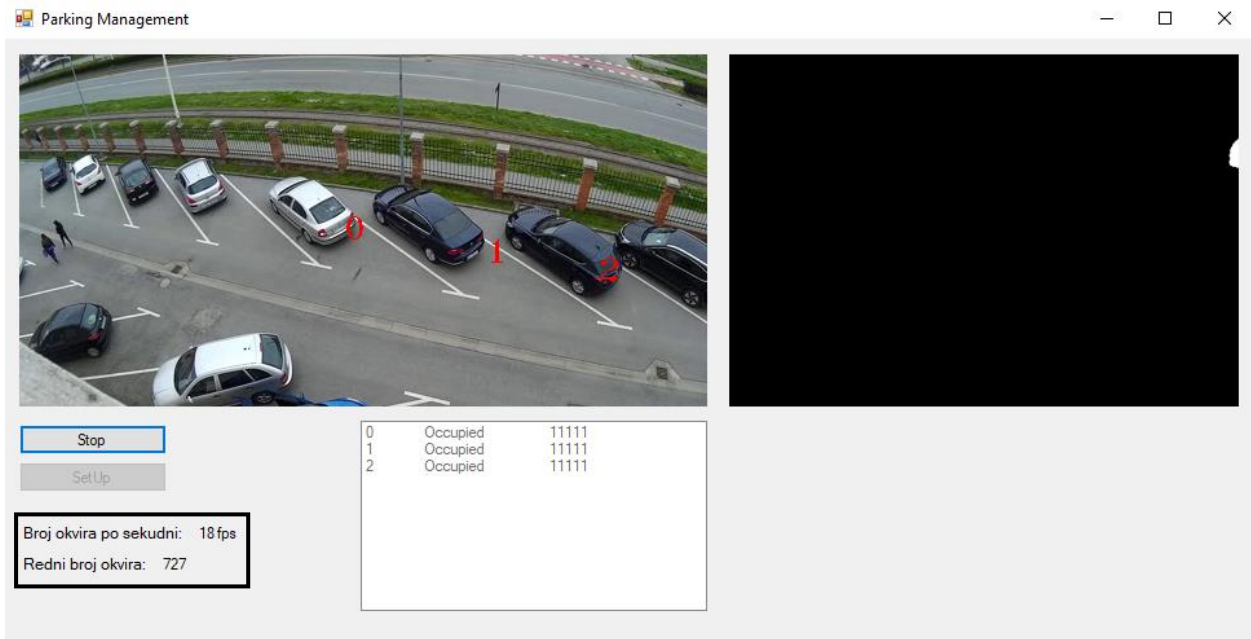 Parking Management
0
1
2
Stop
SetUp
0 Occupied 11111
1 Occupied 11111
2 Occupied 11111
Broj okvira po sekudni: 18 fps
Redni broj okvira: 727